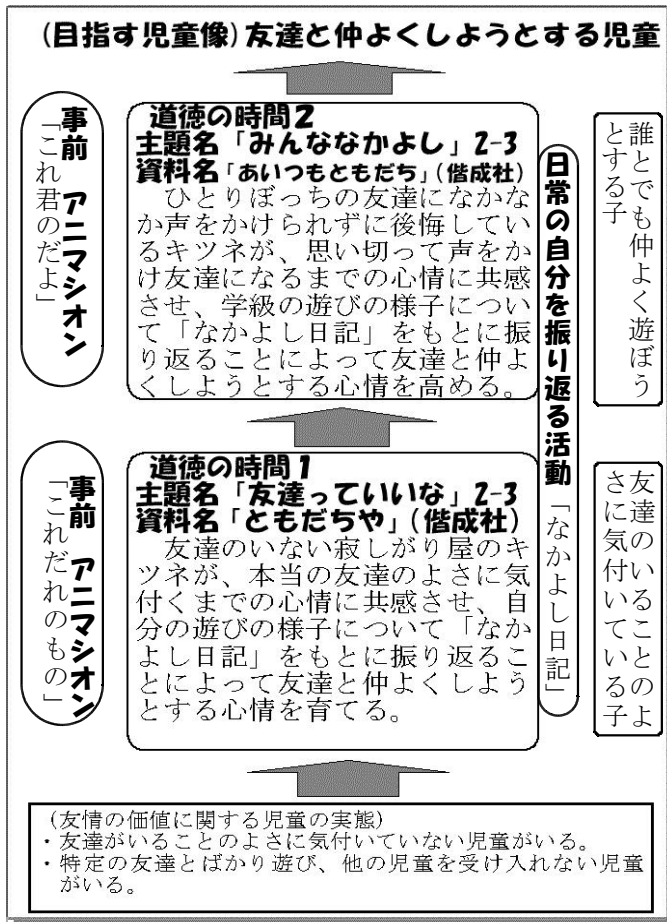 (目指す児童像)友達と仲よくしようとする児童
事前 アニマシオン
「これ君のだよ」
道徳の時間2
主題名「みんななかよし」2-3
資料名「あいつもともだち」(偕成社)
ひとりぼっちの友達になかな
か声をかけられずに後悔してい
るキツネが、思い切って声をか
け友達になるまでの心情に共感
させ、学級の遊びの様子につい
て「なかよし日記」をもとに振
り返ることによって友達と仲よ
くしようとする心情を高める。
誰とでも仲よく遊ぼう
とする子
日常の自分を振り返る活動「なかよし日記」
事前 アニマシオン
「これだれのもの」
道徳の時間1
主題名「友達っていいな」2-3
資料名「ともだちや」(偕成社)
友達のいない寂しがり屋のキ
ツネが、本当の友達のよさに気
付くまでの心情に共感させ、自
分の遊びの様子について「なか
よし日記」をもとに振り返るこ
とによって友達と仲よくしよう
とする心情を育てる。
友達のいることのよ
さに気付いている子
(友情の価値に関する児童の実態)
・友達がいることのよさに気付いていない児童がいる。
・特定の友達とばかり遊び、他の児童を受け入れない児童
がいる。